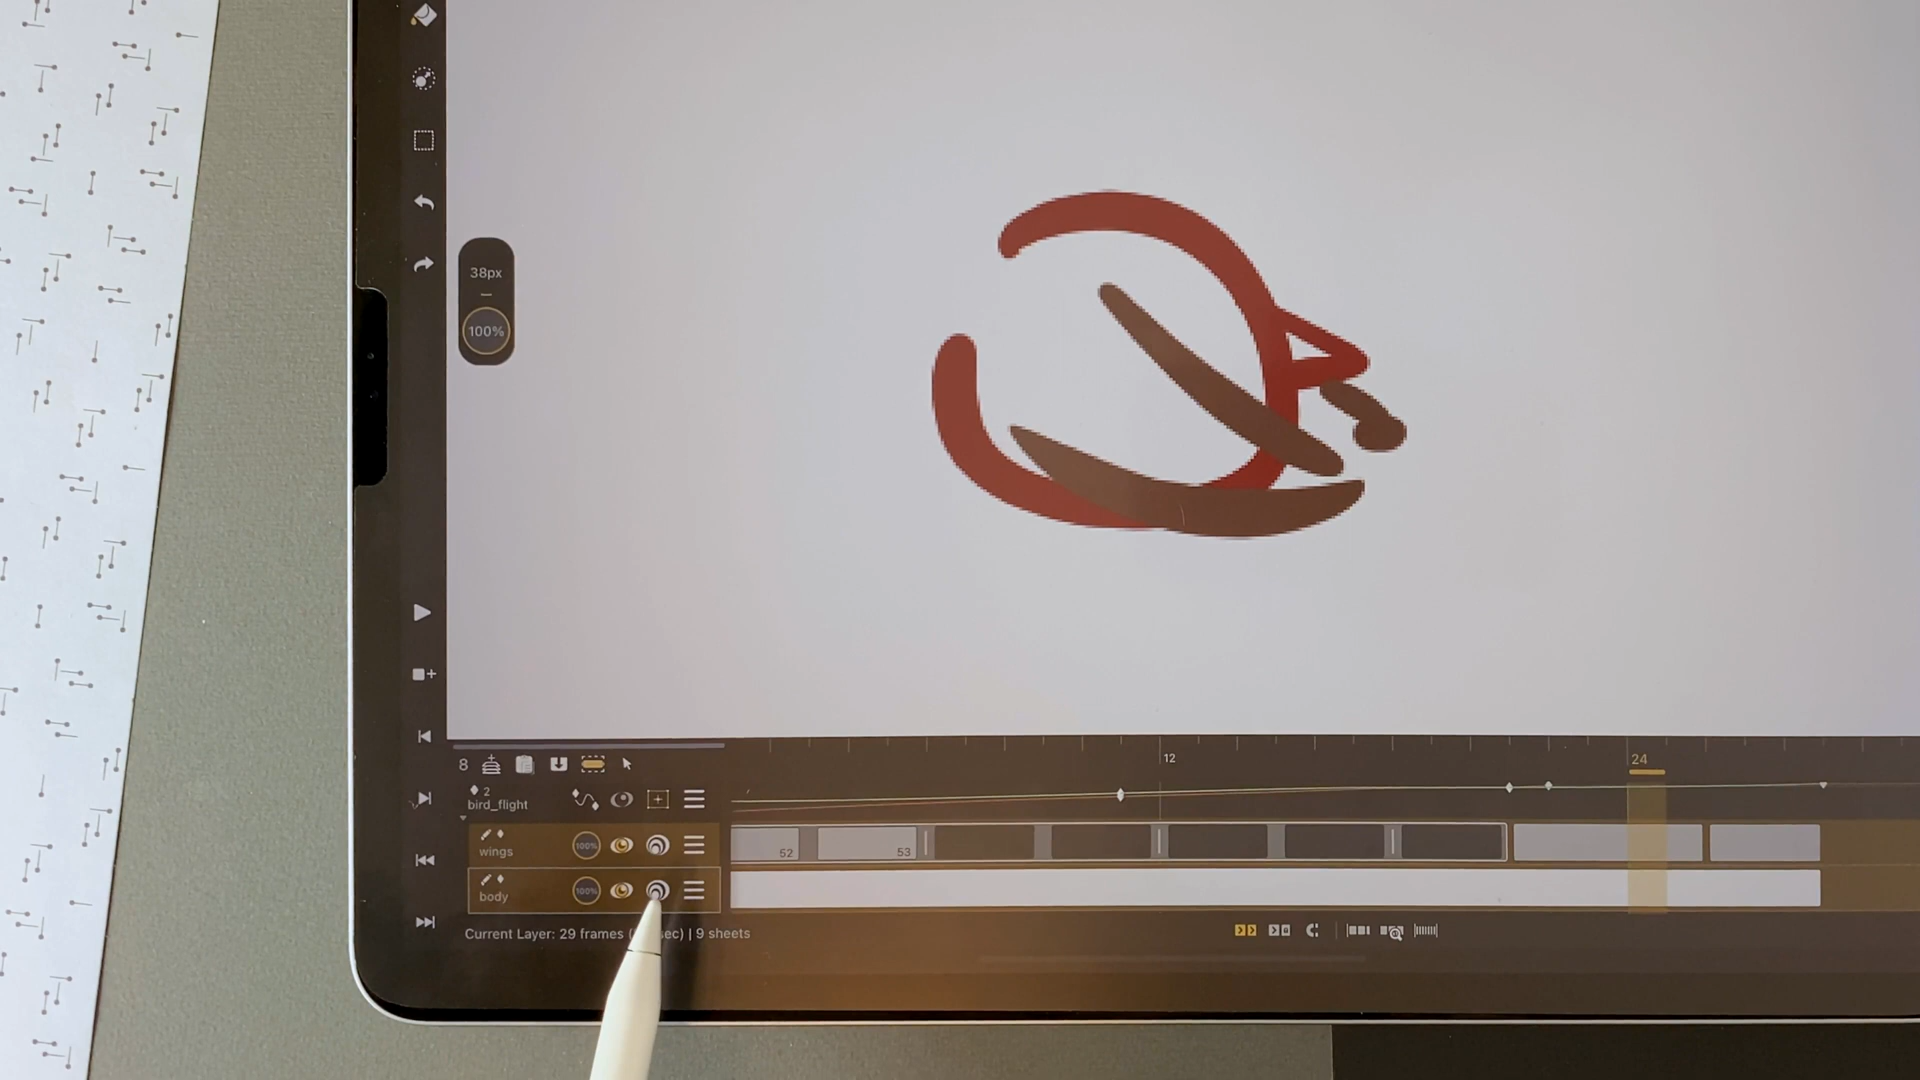 38px
100%
8
12
24
2
bird_flight
wings
100%
52
53
body
100%
Current Layer: 29 frames ( sec) | 9 sheets